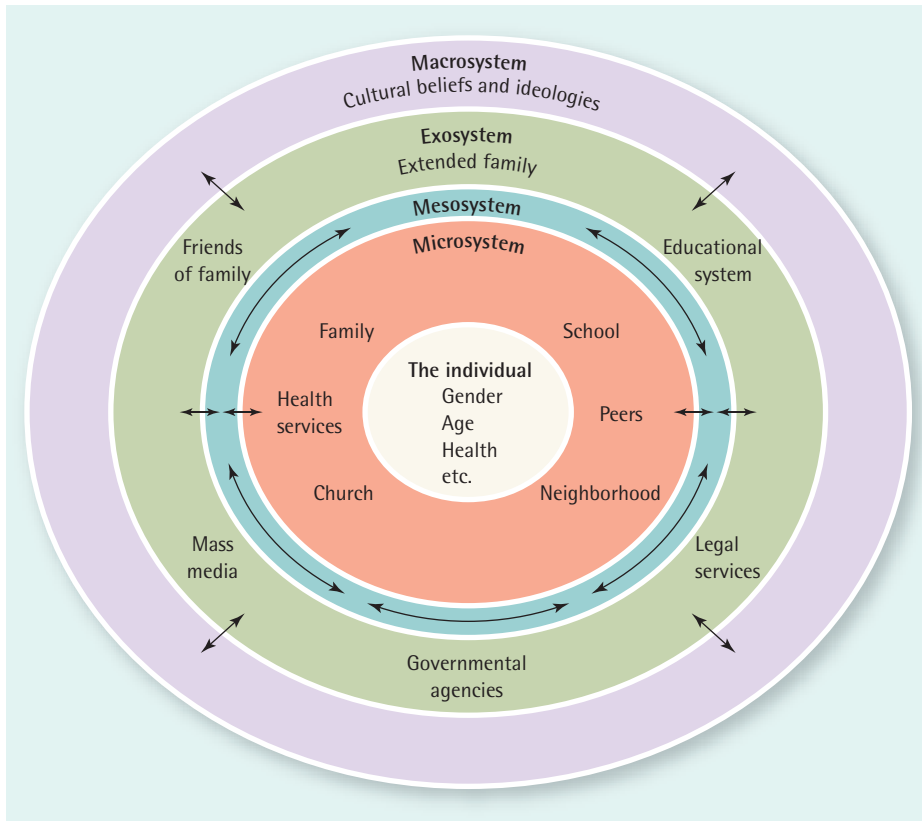 Macrosystem
Cultural beliefs and ideologies
Exosystem
Extended family
Mesosystem
Microsystem
Friends
of family
Educational
system
Family
School
The individual
Gender
Age
Health
etc.
Health
services
Peers
Church
Neighborhood
Mass
media
Legal
services
Governmental
agencies